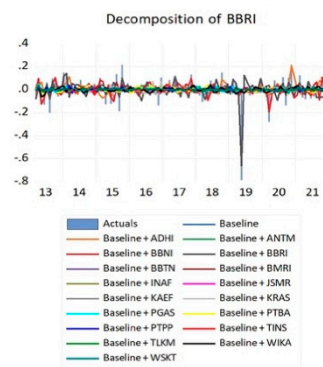 Decomposition of BBRI
.4
.2
.0
-.2
-.4
-.6
-.8
13 14 15 16 17 18 19 20 21
Actuals Baseline
Baseline + ADHI Baseline + ANTM
Baseline + BBNI Baseline + BBRI
Baseline + BBTN Baseline + BMRI
Baseline + INAF Baseline + JSMR
Baseline + KAEF Baseline + KRAS
Baseline + PGAS Baseline + PTBA
Baseline + PTPP Baseline + TINS
Baseline + TLKM Baseline + WIKA
Baseline + WSKT